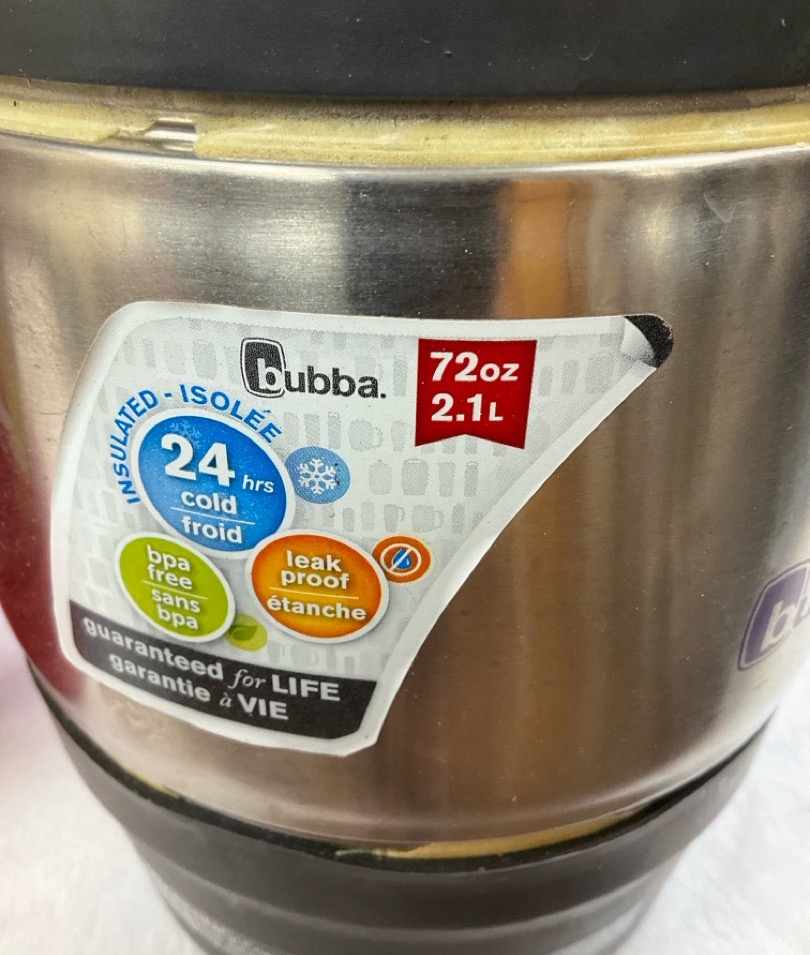 bubba.
72oz
2.1L
INSULATED - ISOLÉE
24 hrs
cold
froid
bpa
free
sans
bpa
leak
proof
étanche
guaranteed for LIFE
garantie à VIE